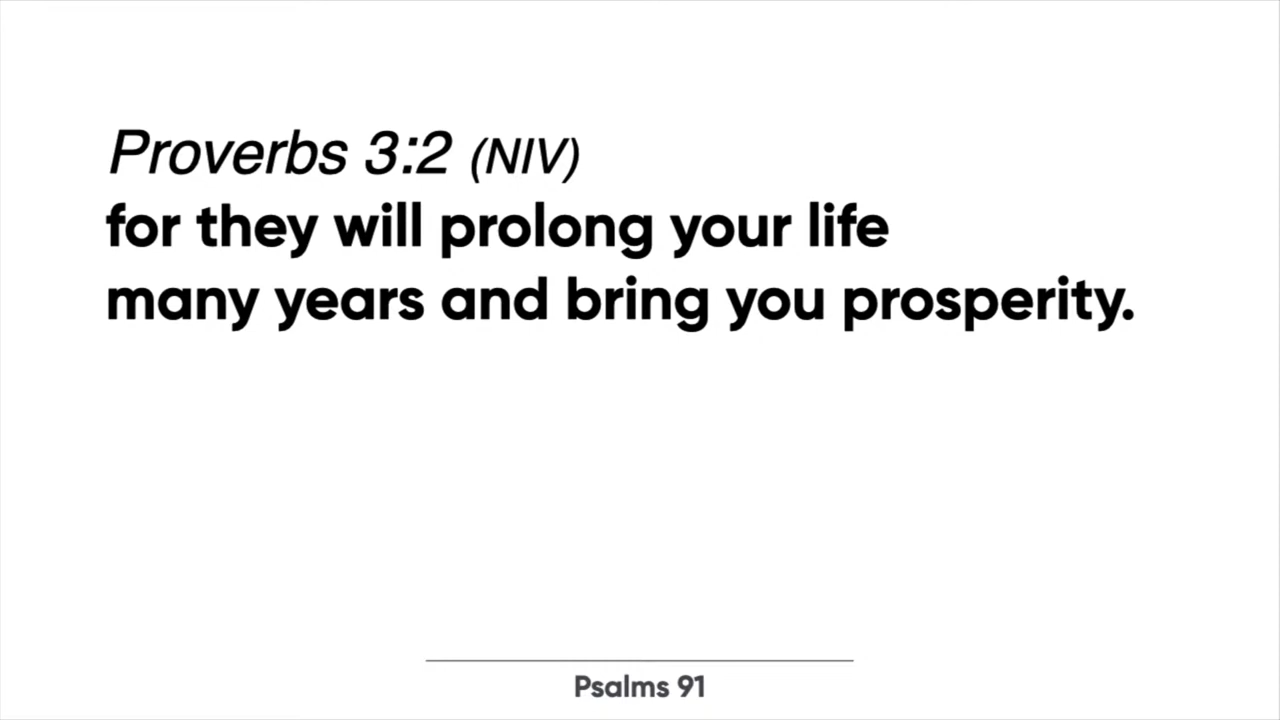 Proverbs 3:2 (NIV)
for they will prolong your life
many years and bring you prosperity.
Psalms 91